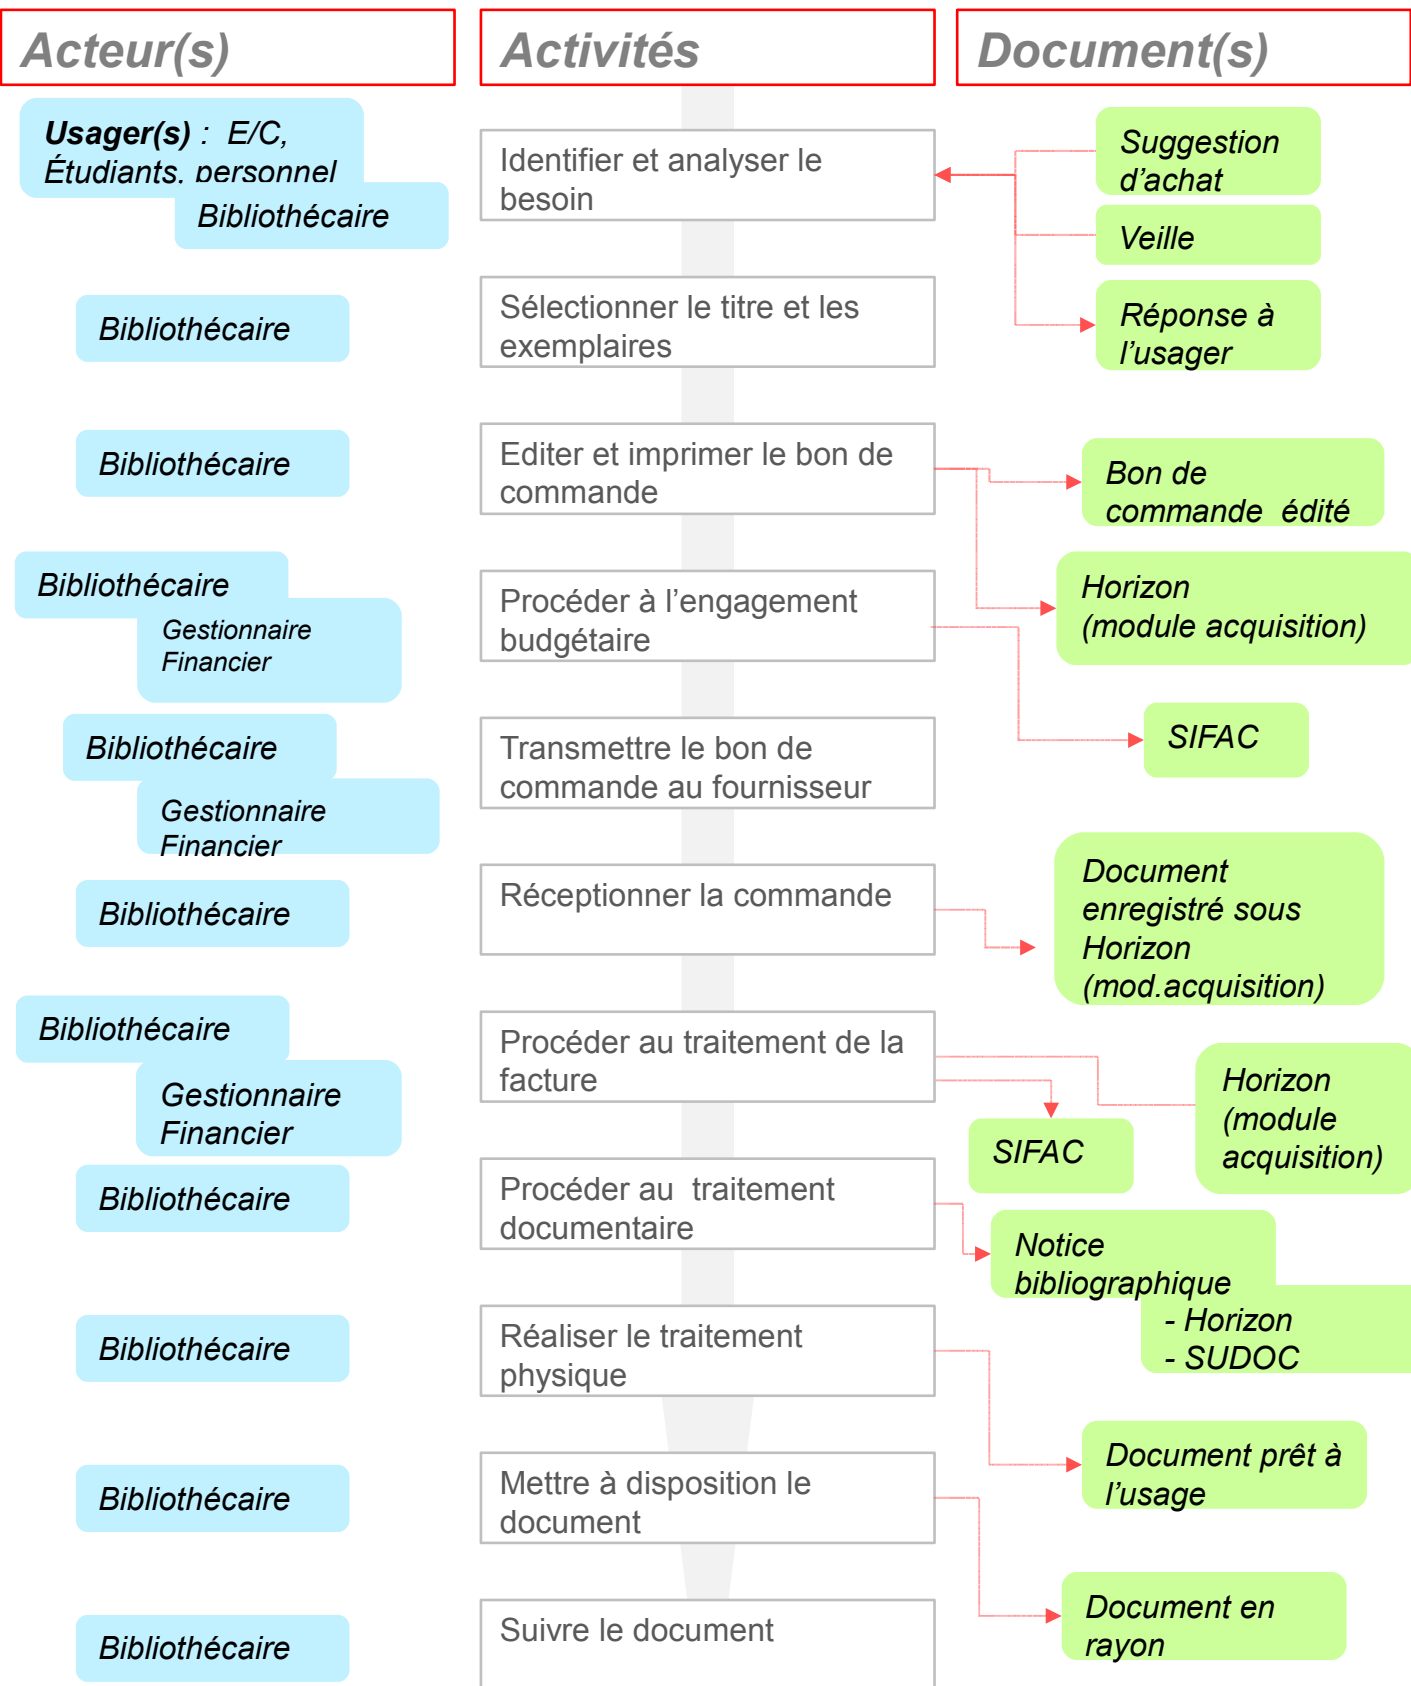 Acteur(s)
Activités
Document(s)
Usager(s) : E/C,
Étudiants, personnel
Bibliothécaire
Identifier et analyser le
besoin
Suggestion
d’achat
Veille
Réponse à
l’usager
Bibliothécaire
Sélectionner le titre et les
exemplaires
Bibliothécaire
Editer et imprimer le bon de
commande
Bon de
commande édité
Horizon
(module acquisition)
Bibliothécaire
Gestionnaire
Financier
Procéder à l’engagement
budgétaire
SIFAC
Bibliothécaire
Gestionnaire
Financier
Transmettre le bon de
commande au fournisseur
Bibliothécaire
Réceptionner la commande
Document
enregistré sous
Horizon
(mod.acquisition)
Bibliothécaire
Gestionnaire
Financier
Procéder au traitement de la
facture
SIFAC
Horizon
(module
acquisition)
Bibliothécaire
Procéder au traitement
documentaire
Notice
bibliographique
- Horizon
- SUDOC
Bibliothécaire
Réaliser le traitement
physique
Document prêt à
l’usage
Bibliothécaire
Mettre à disposition le
document
Document en
rayon
Bibliothécaire
Suivre le document